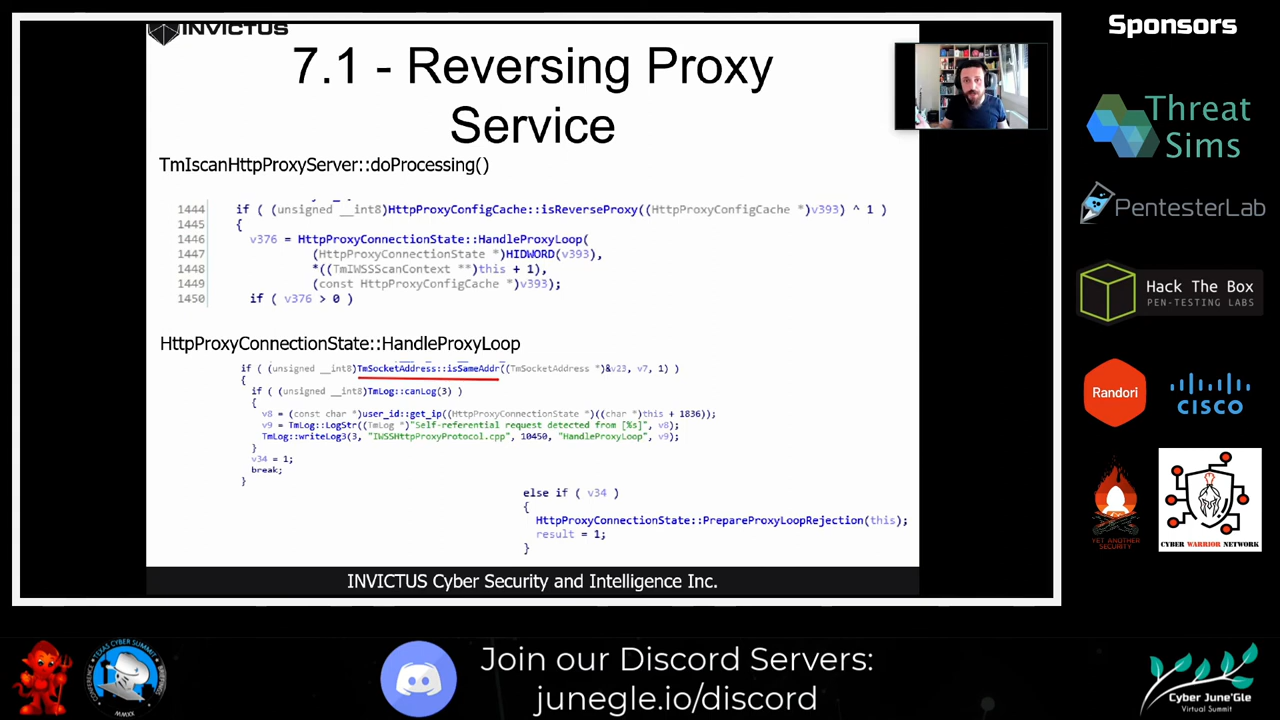 INVICTUS
7.1 - Reversing Proxy
Service
TmIscanHttpProxyServer::doProcessing()
1444 if ( (unsigned __int8)HttpProxyConfigCache::isReverseProxy((HttpProxyConfigCache *)v393) ^ 1 )
1445 {
1446 v376 = HttpProxyConnectionState::HandleProxyLoop(
1447 (HttpProxyConnectionState *)HIDWORD(v393),
1448 *((TmIWSSScanContext **)this + 1),
1449 (const HttpProxyConfigCache *)v393);
1450 if ( v376 > 0 )
HttpProxyConnectionState::HandleProxyLoop
if ( (unsigned __int8)TmSocketAddress::isSameAddr((TmSocketAddress *)&v23, v7, 1) )
{
if ( (unsigned __int8)TmLog::canLog(3) )
{
v8 = (const char *)user_id::get_ip((HttpProxyConnectionState *)((char *)this + 1836));
v9 = TmLog::LogStr((TmLog *)"Self-referential request detected from [%s]", v8);
TmLog::writeLog3(3, "IWSSHttpProxyProtocol.cpp", 10450, "HandleProxyLoop", v9);
}
v34 = 1;
break;
}
else if ( v34 )
{
HttpProxyConnectionState::PrepareProxyLoopRejection(this);
result = 1;
}
INVICTUS Cyber Security and Intelligence Inc.
Sponsors
Threat
Sims
PentesterLab
Hack The Box
PEN-TESTING LABS
Randori
CISCO
YET ANOTHER
SECURITY
CYBER WARRIOR NETWORK
TEXAS CYBER SUMMIT
CONFERENCE
BRIEFINGS
MMXX
Join our Discord Servers:
junegle.io/discord
Cyber June'Gle
Virtual Summit